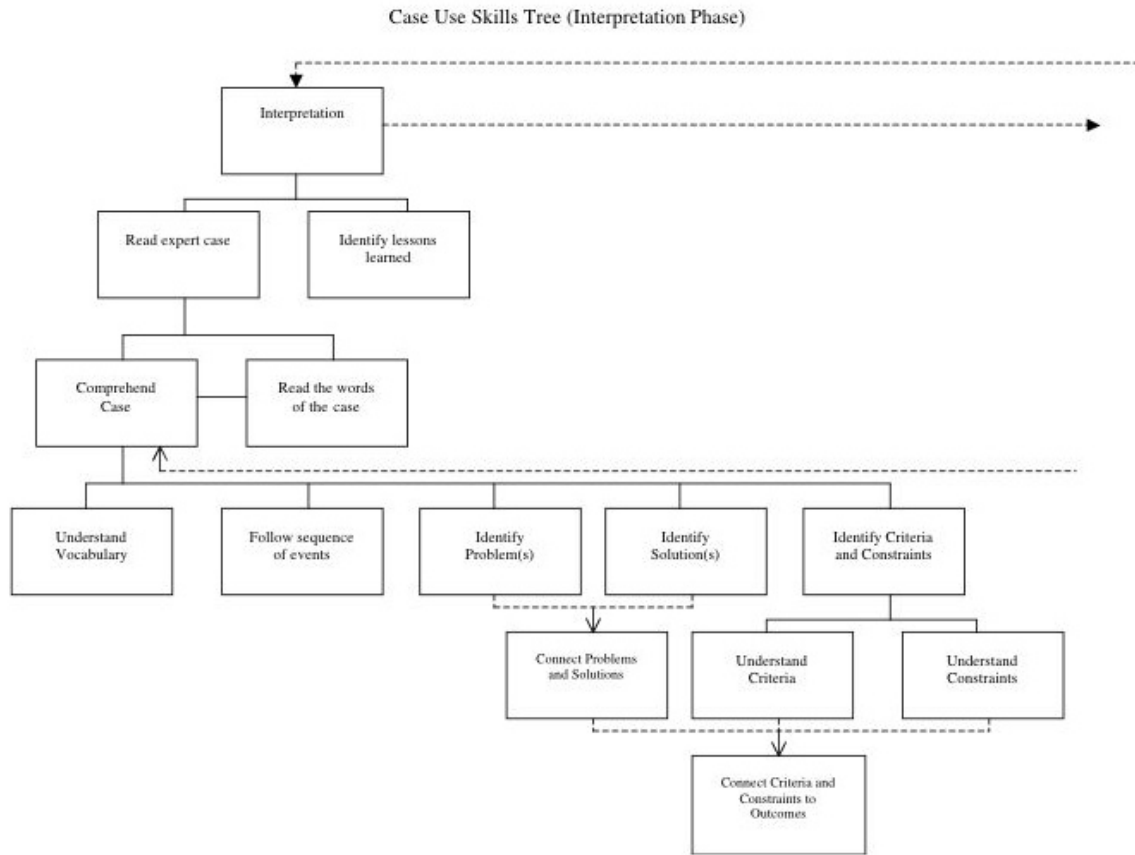 Case Use Skills Tree (Interpretation Phase)
Interpretation
Read expert case
Identify lessons
learned
Comprehend
Case
Read the words
of the case
Understand
Vocabulary
Follow sequence
of events
Identify
Problem(s)
Identify
Solution(s)
Identify Criteria
and Constraints
Connect Problems
and Solutions
Understand
Criteria
Understand
Constraints
Connect Criteria and
Constraints to
Outcomes